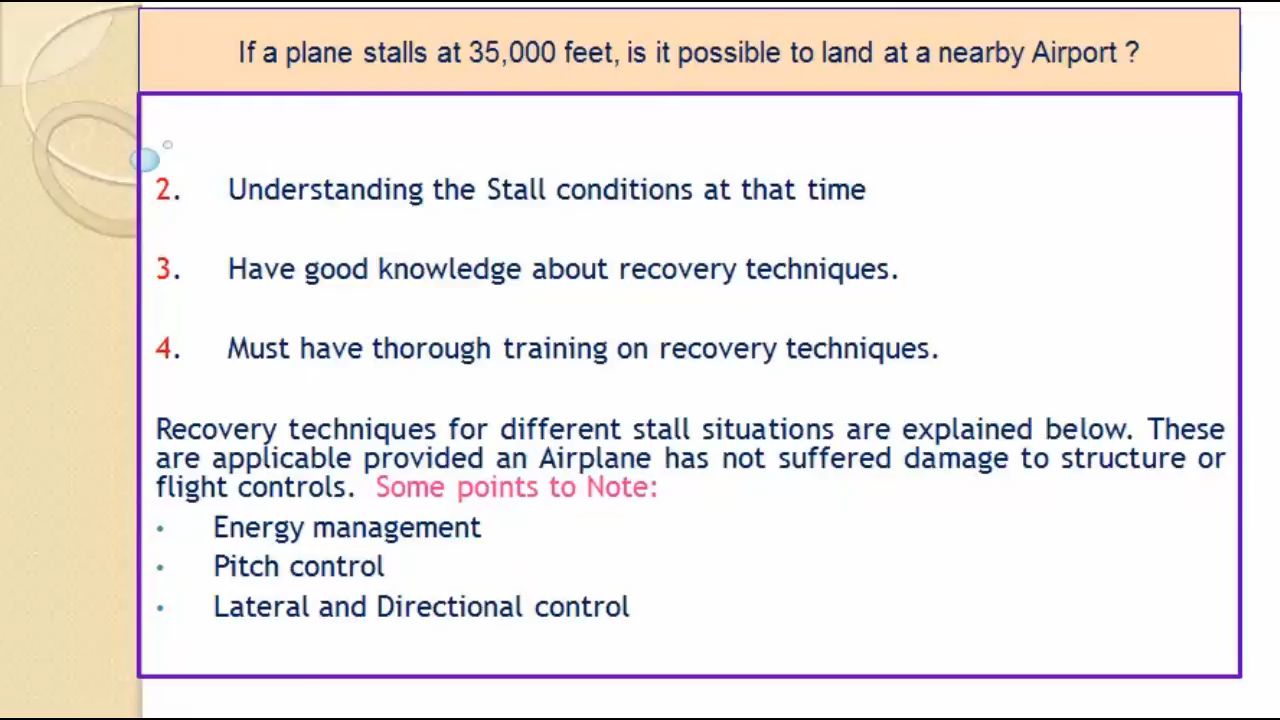 If a plane stalls at 35,000 feet, is it possible to land at a nearby Airport ?
2. Understanding the Stall conditions at that time
3. Have good knowledge about recovery techniques.
4. Must have thorough training on recovery techniques.
Recovery techniques for different stall situations are explained below. These
are applicable provided an Airplane has not suffered damage to structure or
flight controls. Some points to Note:
• Energy management
• Pitch control
• Lateral and Directional control